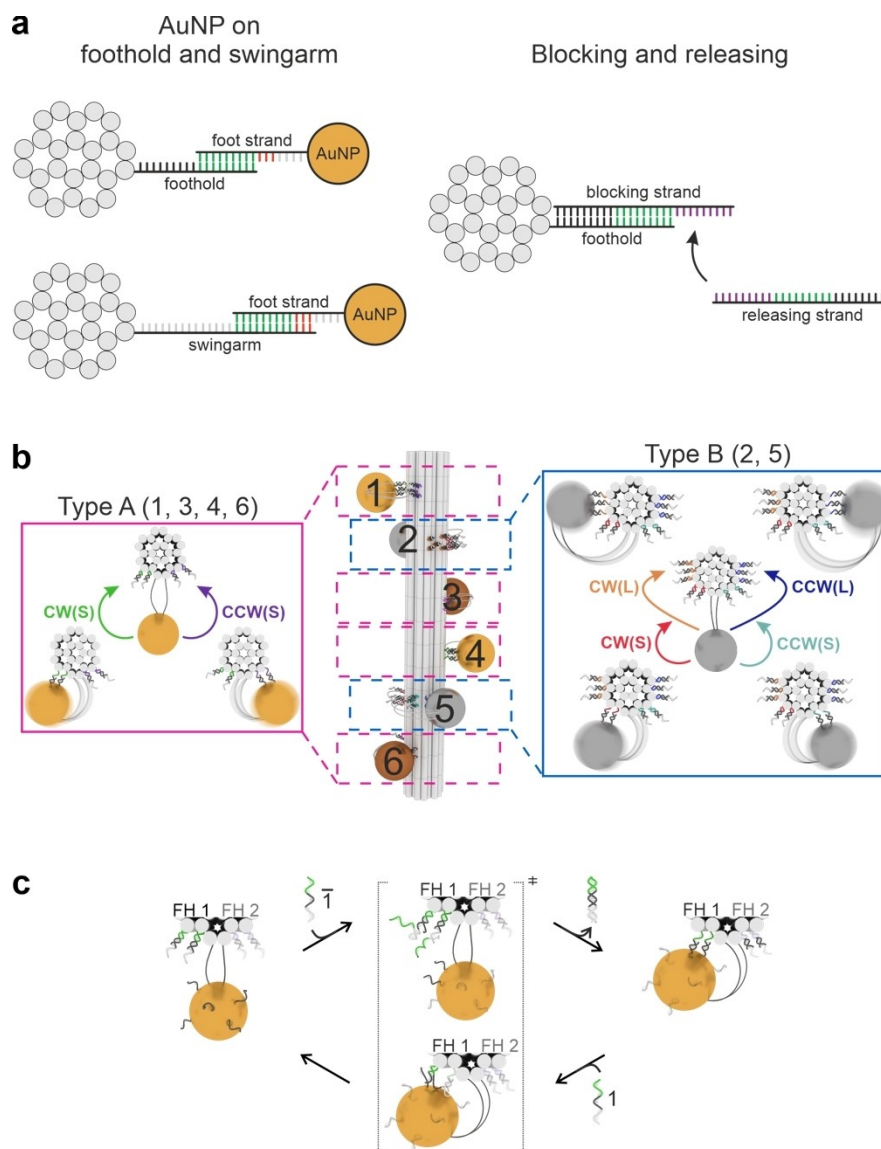 a
AuNP on
foothold and swingarm
Blocking and releasing
foot strand
AuNP
foothold
blocking strand
foothold
releasing strand
foot strand
AuNP
swingarm
b
Type A (1, 3, 4, 6)
CW(S)
CCW(S)
1
2
3
4
5
6
Type B (2, 5)
CW(L)
CCW(L)
CW(S)
CCW(S)
c
FH 1 FH 2
1̅
FH 1 FH 2
‡
FH 1 FH 2
FH 1 FH 2
1